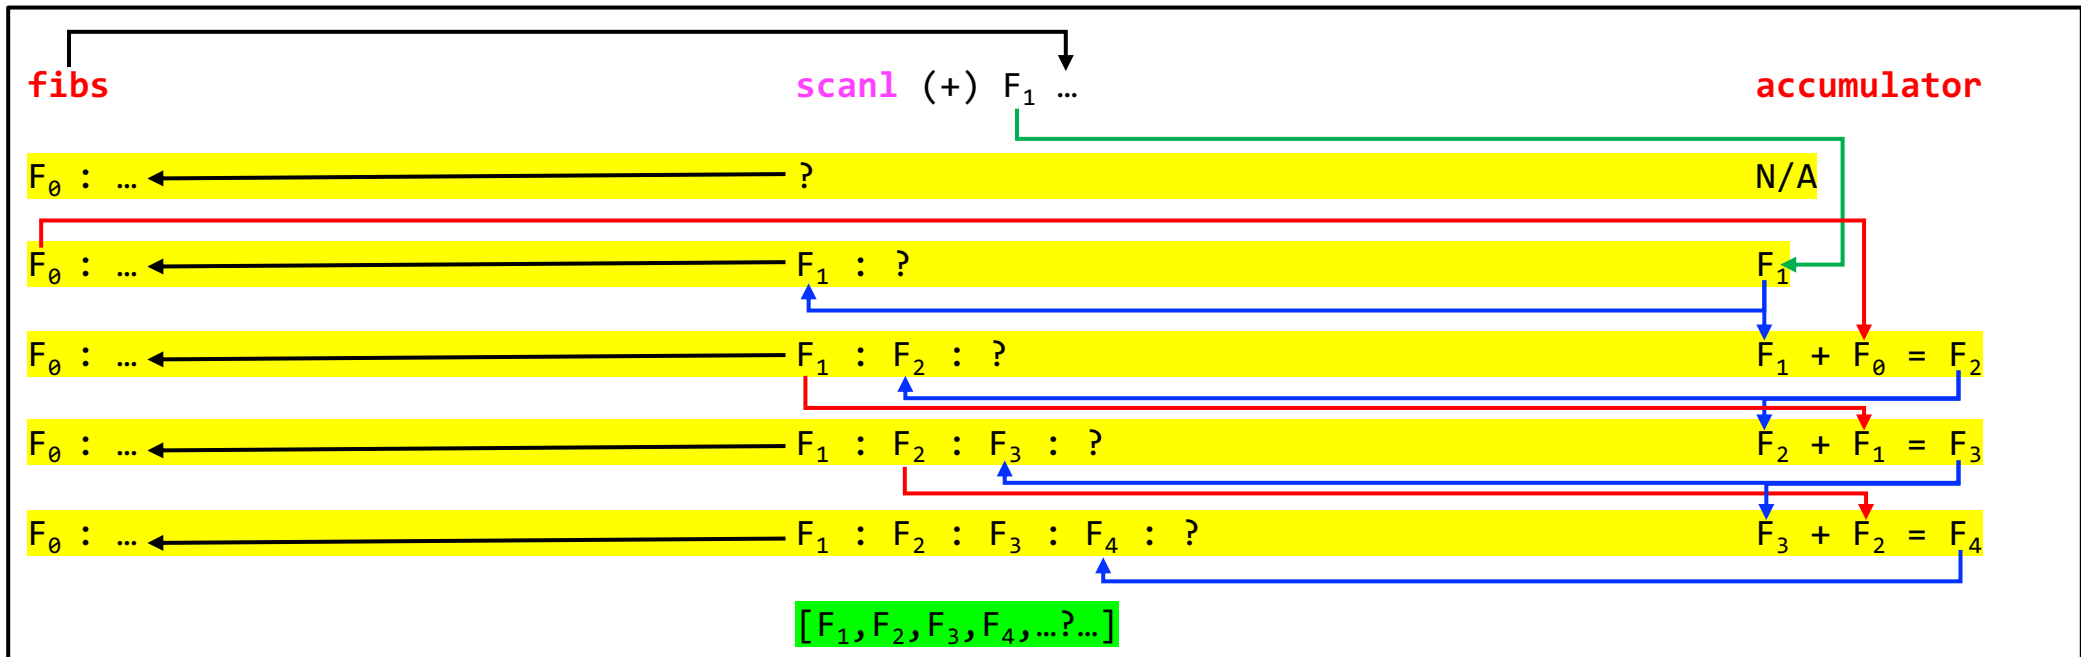 fibs scanl (+) F₁ … accumulator
F₀ : … ? N/A
F₀ : … F₁ : ? F₁
F₀ : … F₁ : F₂ : ? F₁ + F₀ = F₂
F₀ : … F₁ : F₂ : F₃ : ? F₂ + F₁ = F₃
F₀ : … F₁ : F₂ : F₃ : F₄ : ? F₃ + F₂ = F₄
[F₁,F₂,F₃,F₄,…?…]